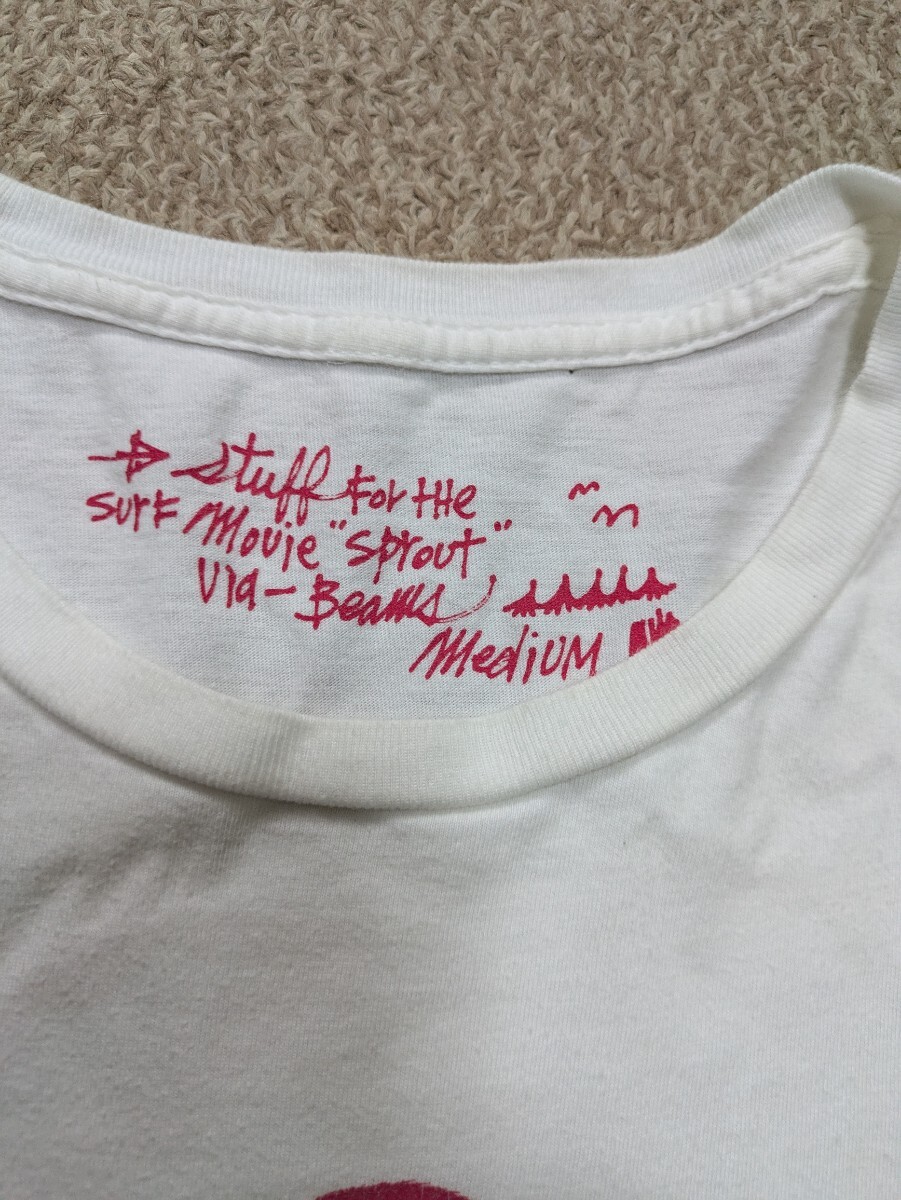 stuff For tHe
surF Movie "sprout"
Via-Beams
MediUM